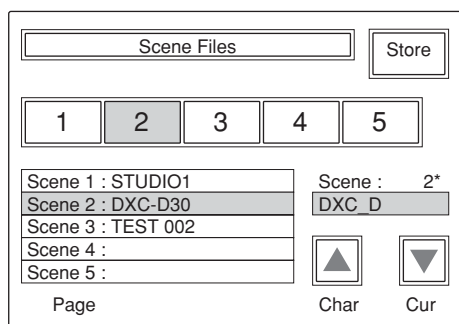 Scene Files
Store
1 2 3 4 5
Scene 1 : STUDIO1
Scene 2 : DXC-D30
Scene 3 : TEST 002
Scene 4 :
Scene 5 :
Scene : 2*
DXC_D
Page Char Cur